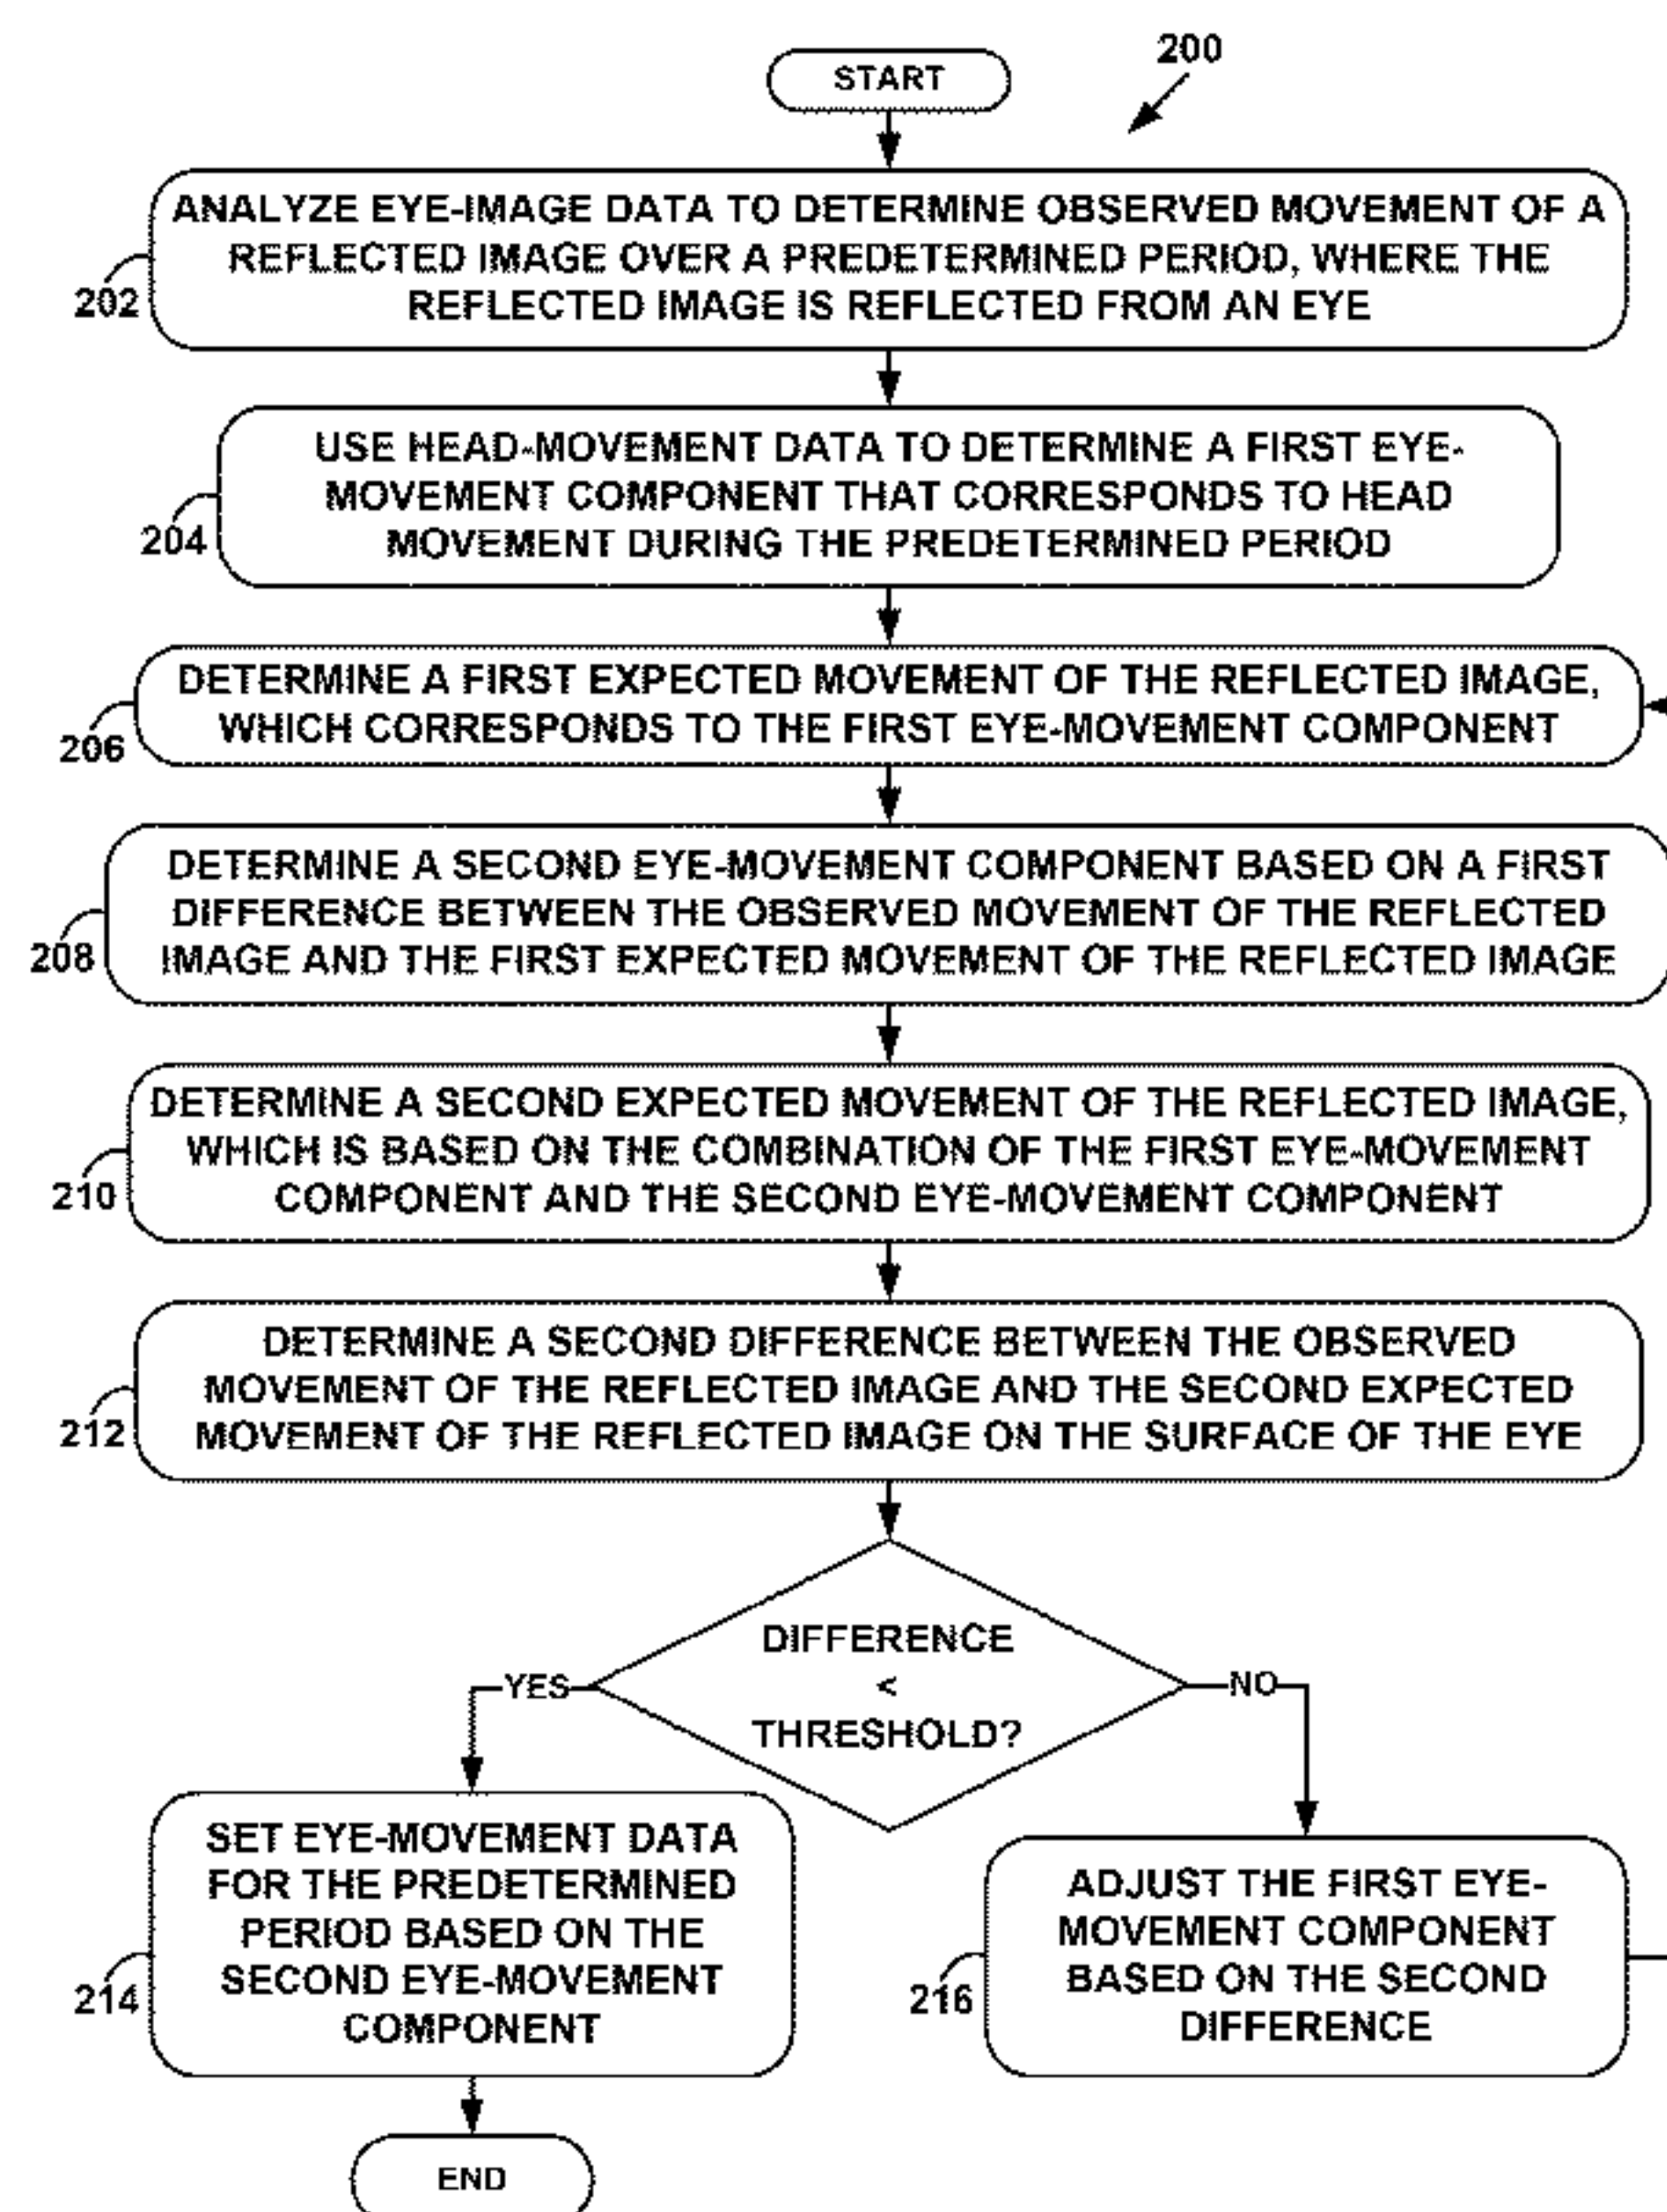 200
START
ANALYZE EYE-IMAGE DATA TO DETERMINE OBSERVED MOVEMENT OF A
REFLECTED IMAGE OVER A PREDETERMINED PERIOD, WHERE THE
REFLECTED IMAGE IS REFLECTED FROM AN EYE
202
USE HEAD-MOVEMENT DATA TO DETERMINE A FIRST EYE-
MOVEMENT COMPONENT THAT CORRESPONDS TO HEAD
MOVEMENT DURING THE PREDETERMINED PERIOD
204
DETERMINE A FIRST EXPECTED MOVEMENT OF THE REFLECTED IMAGE,
WHICH CORRESPONDS TO THE FIRST EYE-MOVEMENT COMPONENT
206
DETERMINE A SECOND EYE-MOVEMENT COMPONENT BASED ON A FIRST
DIFFERENCE BETWEEN THE OBSERVED MOVEMENT OF THE REFLECTED
IMAGE AND THE FIRST EXPECTED MOVEMENT OF THE REFLECTED IMAGE
208
DETERMINE A SECOND EXPECTED MOVEMENT OF THE REFLECTED IMAGE,
WHICH IS BASED ON THE COMBINATION OF THE FIRST EYE-MOVEMENT
COMPONENT AND THE SECOND EYE-MOVEMENT COMPONENT
210
DETERMINE A SECOND DIFFERENCE BETWEEN THE OBSERVED
MOVEMENT OF THE REFLECTED IMAGE AND THE SECOND EXPECTED
MOVEMENT OF THE REFLECTED IMAGE ON THE SURFACE OF THE EYE
212
DIFFERENCE
<
THRESHOLD?
YES
NO
SET EYE-MOVEMENT DATA
FOR THE PREDETERMINED
PERIOD BASED ON THE
SECOND EYE-MOVEMENT
COMPONENT
214
ADJUST THE FIRST EYE-
MOVEMENT COMPONENT
BASED ON THE SECOND
DIFFERENCE
216
END